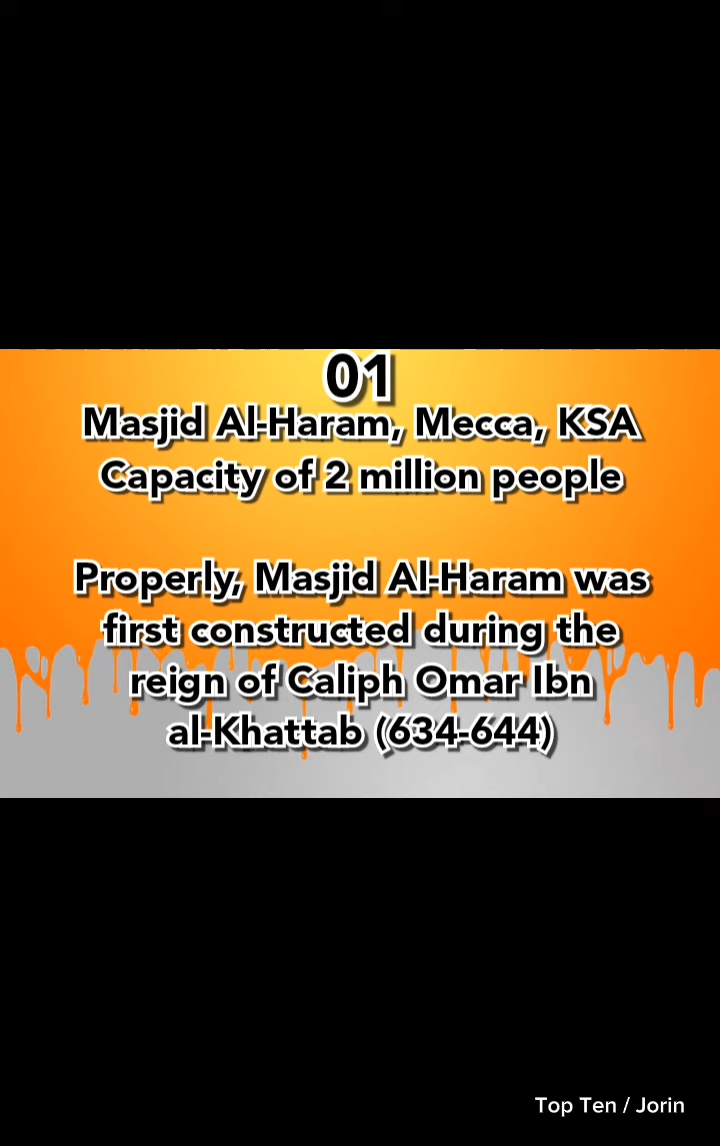 01
Masjid Al-Haram, Mecca, KSA
Capacity of 2 million people
Properly, Masjid Al-Haram was
first constructed during the
reign of Caliph Omar Ibn
al-Khattab (634-644)
Top Ten / Jorin